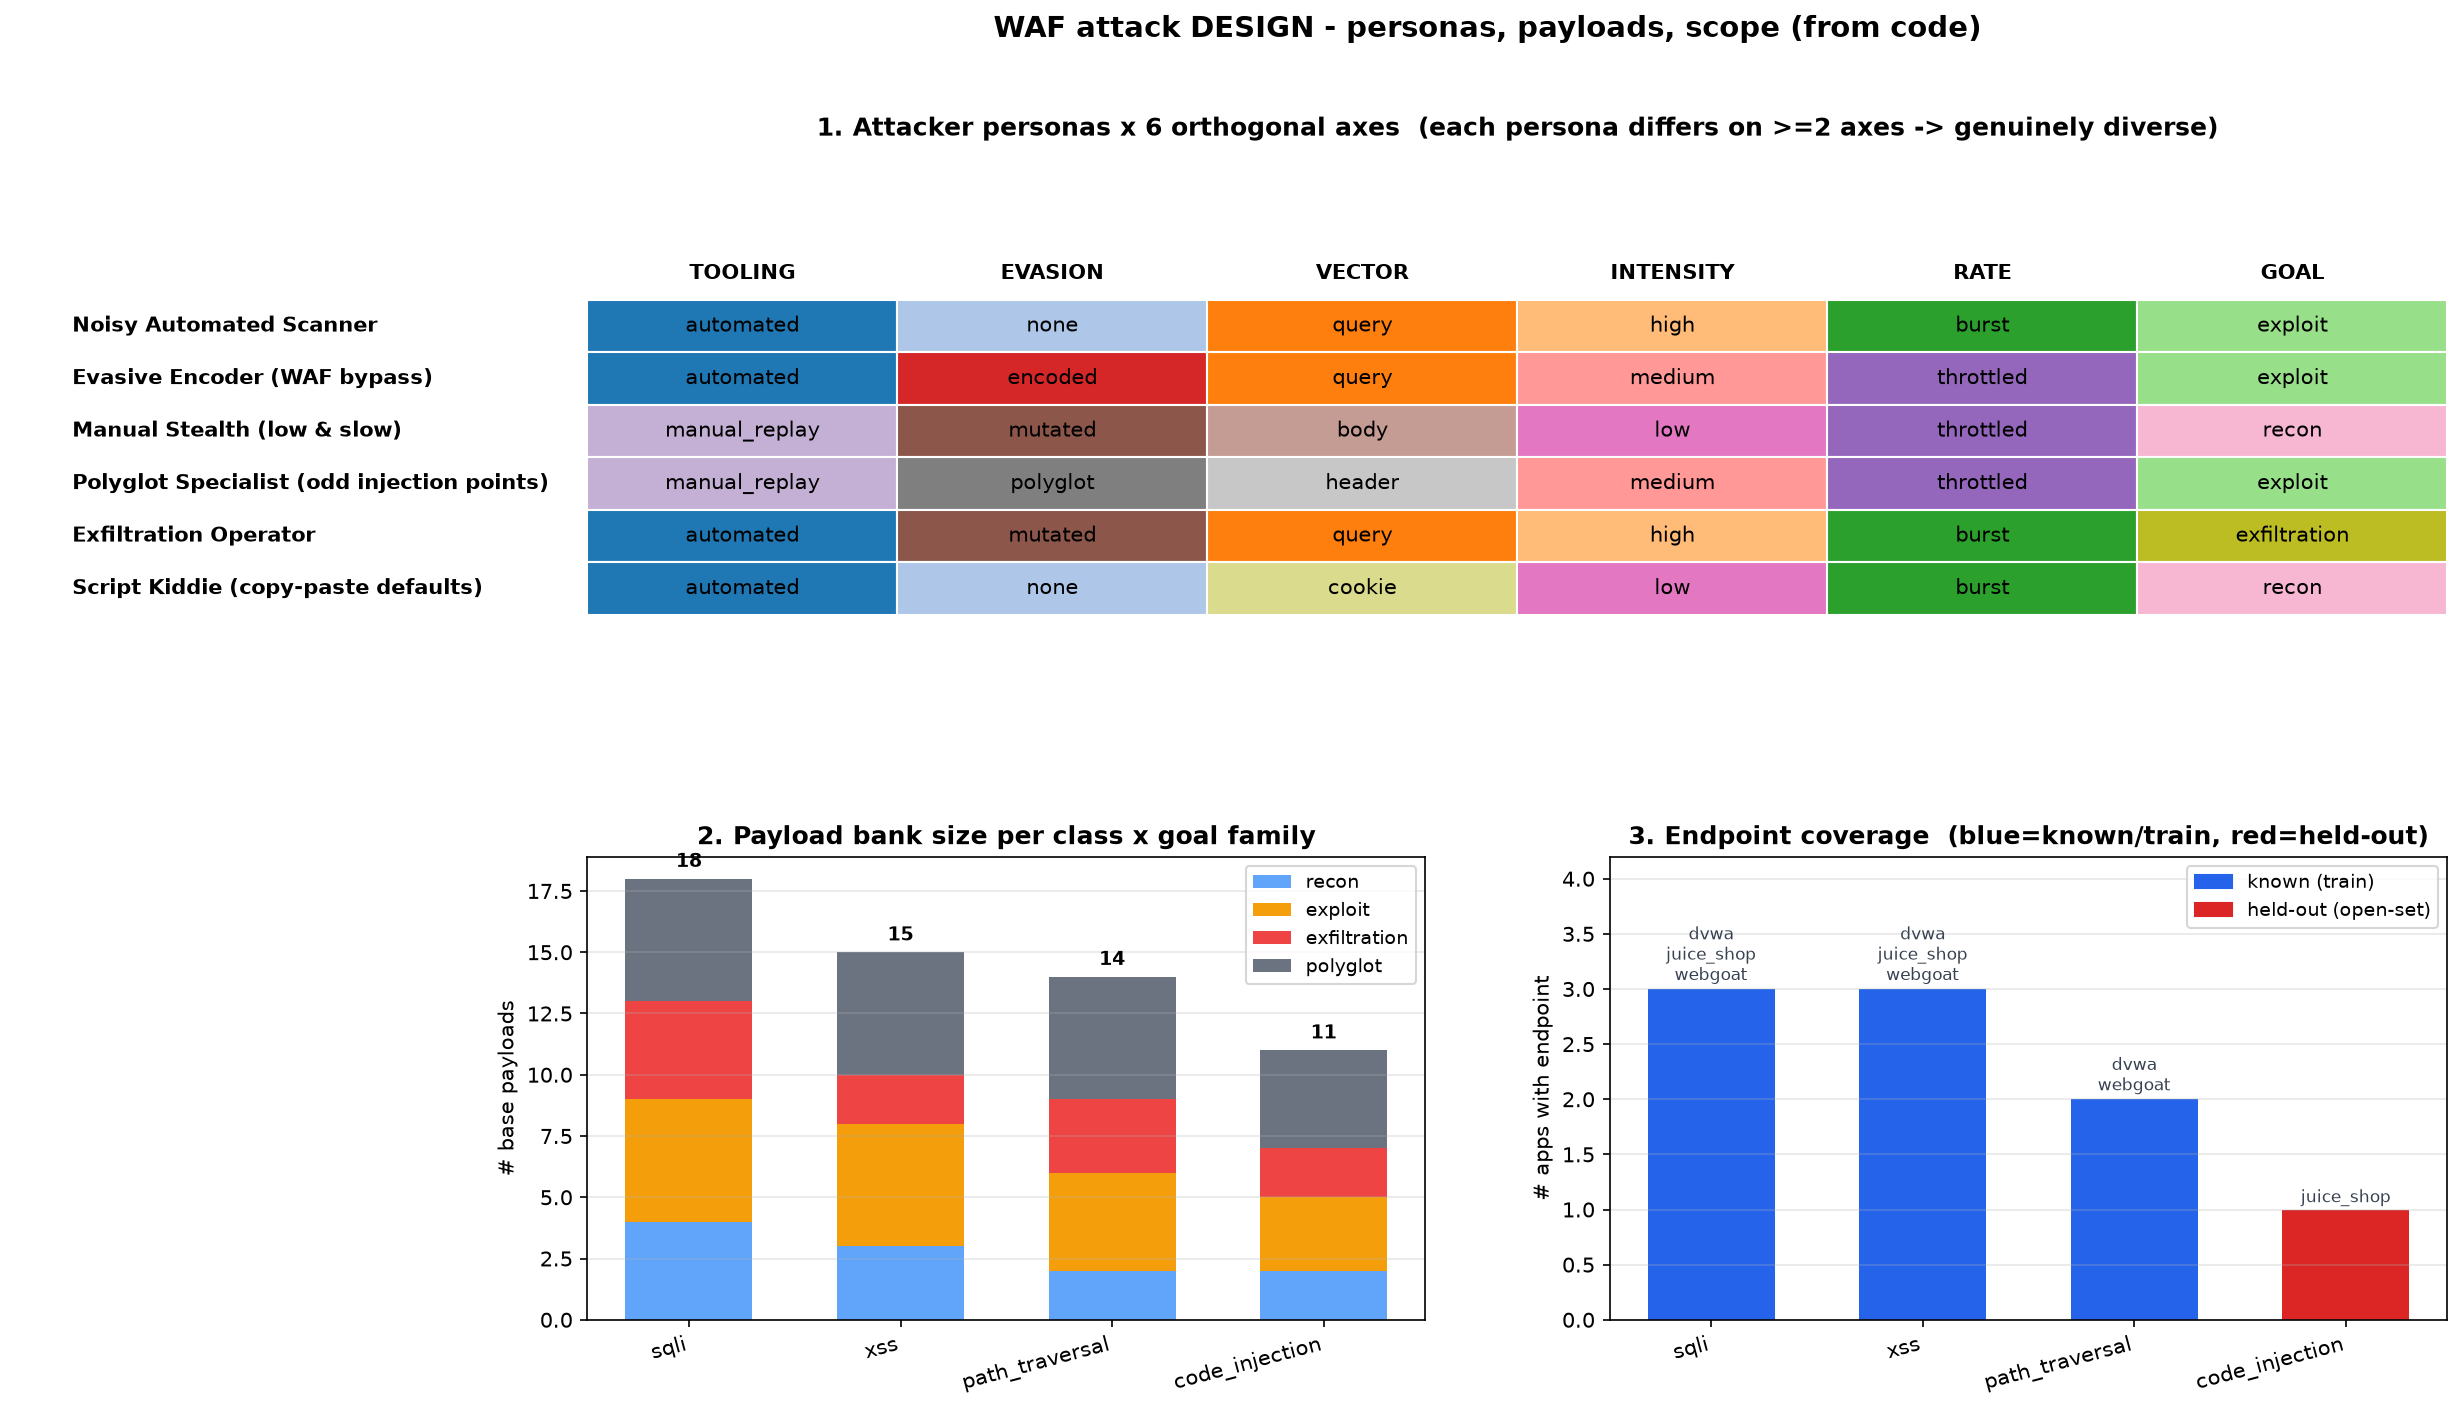 WAF attack DESIGN - personas, payloads, scope (from code)
1. Attacker personas x 6 orthogonal axes  (each persona differs on >=2 axes -> genuinely diverse)
TOOLING EVASION VECTOR INTENSITY RATE GOAL
Noisy Automated Scanner automated none query high burst exploit
Evasive Encoder (WAF bypass) automated encoded query medium throttled exploit
Manual Stealth (low & slow) manual_replay mutated body low throttled recon
Polyglot Specialist (odd injection points) manual_replay polyglot header medium throttled exploit
Exfiltration Operator automated mutated query high burst exfiltration
Script Kiddie (copy-paste defaults) automated none cookie low burst recon
2. Payload bank size per class x goal family
# base payloads
17.5
15.0
12.5
10.0
7.5
5.0
2.5
0.0
18
15
14
11
recon
exploit
exfiltration
polyglot
sqli
xss
path_traversal
code_injection
3. Endpoint coverage  (blue=known/train, red=held-out)
# apps with endpoint
4.0
3.5
3.0
2.5
2.0
1.5
1.0
0.5
0.0
known (train)
held-out (open-set)
dvwa
juice_shop
webgoat
dvwa
juice_shop
webgoat
dvwa
webgoat
juice_shop
sqli
xss
path_traversal
code_injection